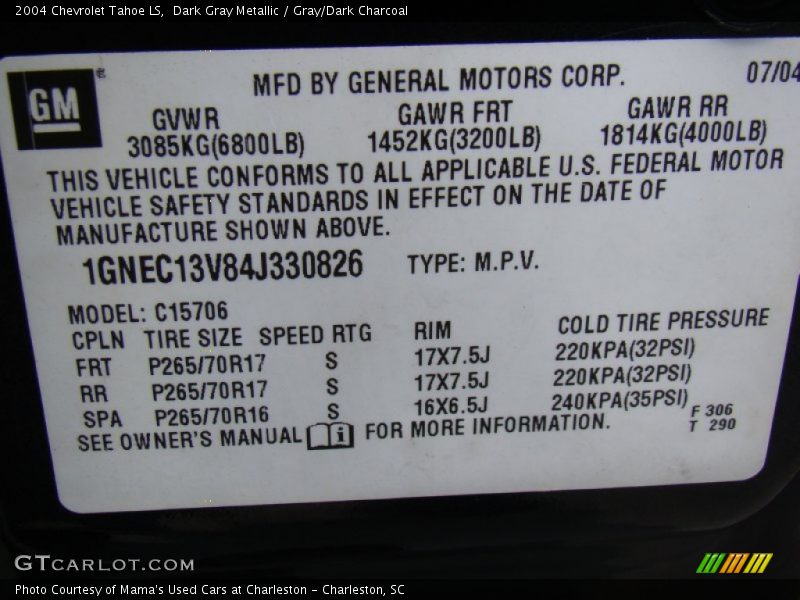 2004 Chevrolet Tahoe LS,  Dark Gray Metallic / Gray/Dark Charcoal
GM®
MFD BY GENERAL MOTORS CORP. 07/04
GVWR GAWR FRT GAWR RR
3085KG(6800LB) 1452KG(3200LB) 1814KG(4000LB)
THIS VEHICLE CONFORMS TO ALL APPLICABLE U.S. FEDERAL MOTOR
VEHICLE SAFETY STANDARDS IN EFFECT ON THE DATE OF
MANUFACTURE SHOWN ABOVE.
1GNEC13V84J330826 TYPE: M.P.V.
MODEL: C15706
CPLN TIRE SIZE SPEED RTG RIM COLD TIRE PRESSURE
FRT P265/70R17 S 17X7.5J 220KPA(32PSI)
RR P265/70R17 S 17X7.5J 220KPA(32PSI)
SPA P265/70R16 S 16X6.5J 240KPA(35PSI)
SEE OWNER'S MANUAL i FOR MORE INFORMATION.
F 306
T 290
GTCARLOT.COM
Photo Courtesy of Mama's Used Cars at Charleston - Charleston, SC